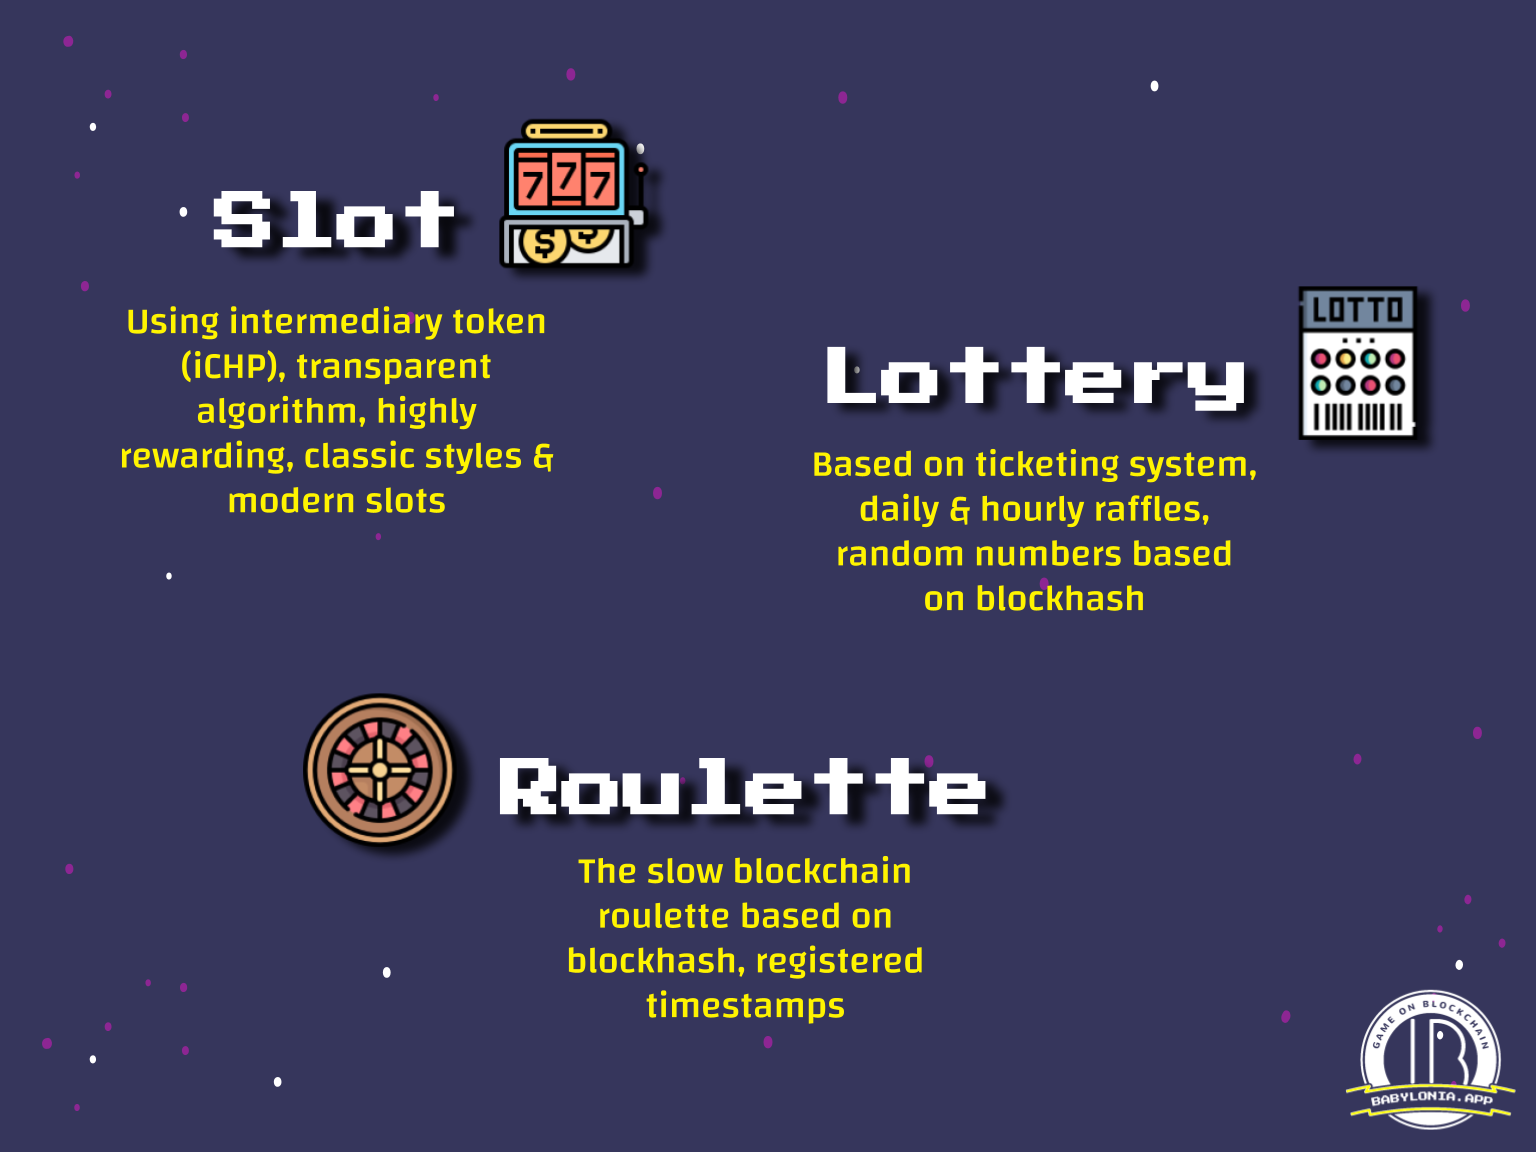 Slot
777
$ $
Using intermediary token
(iCHP), transparent
algorithm, highly
rewarding, classic styles &
modern slots
LOTTO
Lottery
Based on ticketing system,
daily & hourly raffles,
random numbers based
on blockhash
Roulette
The slow blockchain
roulette based on
blockhash, registered
timestamps
GAME ON BLOCKCHAIN
B
BABYLONIA.APP